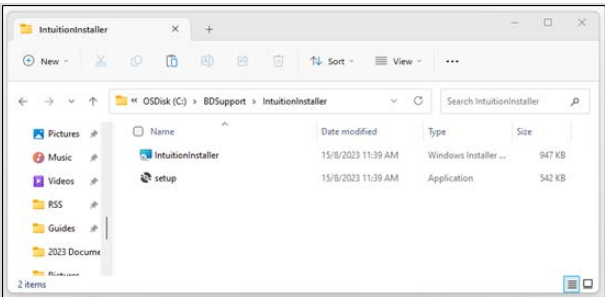 IntuitionInstaller
New
Sort
View
« OSDisk (C:) > BDSupport > IntuitionInstaller
Search IntuitionInstaller
Pictures
Music
Videos
RSS
Guides
2023 Docume
Pictures
Name Date modified Type Size
IntuitionInstaller 15/8/2023 11:39 AM Windows Installer ... 947 KB
setup 15/8/2023 11:39 AM Application 542 KB
2 items